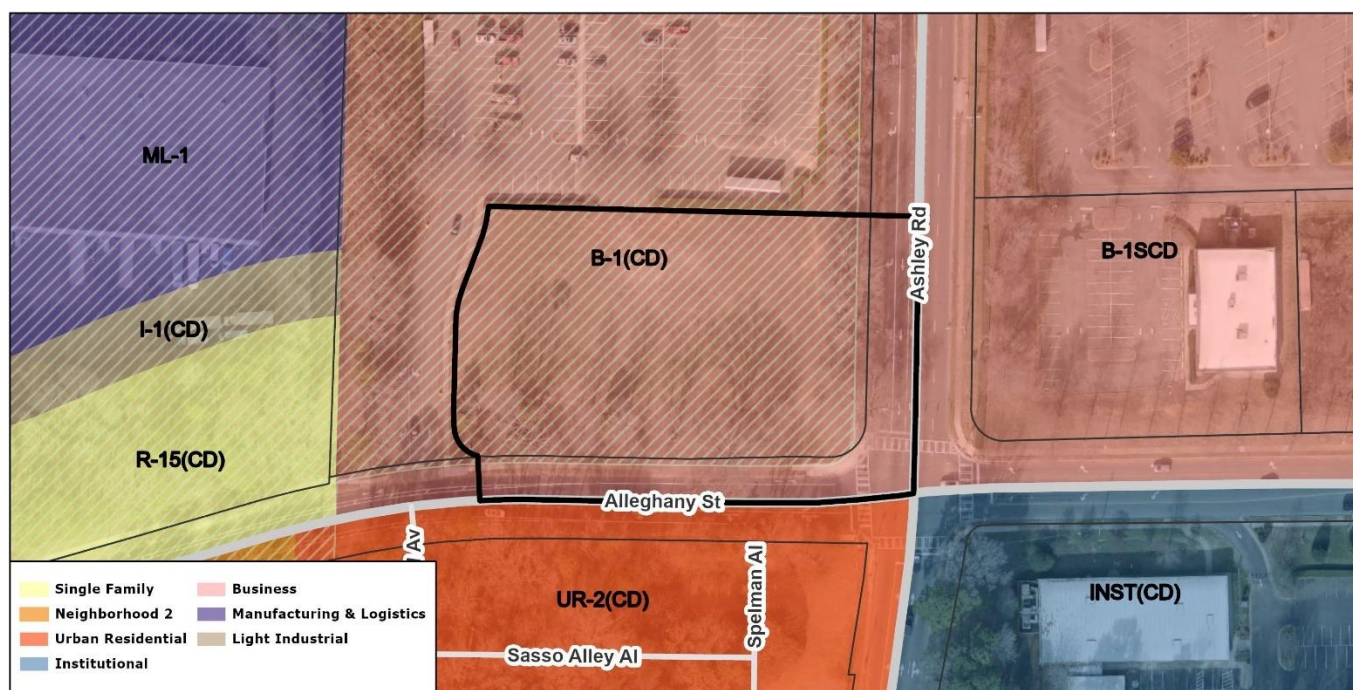 ML-1
B-1(CD)
Ashley Rd
B-1SCD
I-1(CD)
R-15(CD)
Alleghany St
Av
UR-2(CD)
Spelman Al
Sasso Alley Al
INST(CD)
Single Family
Neighborhood 2
Urban Residential
Institutional
Business
Manufacturing & Logistics
Light Industrial